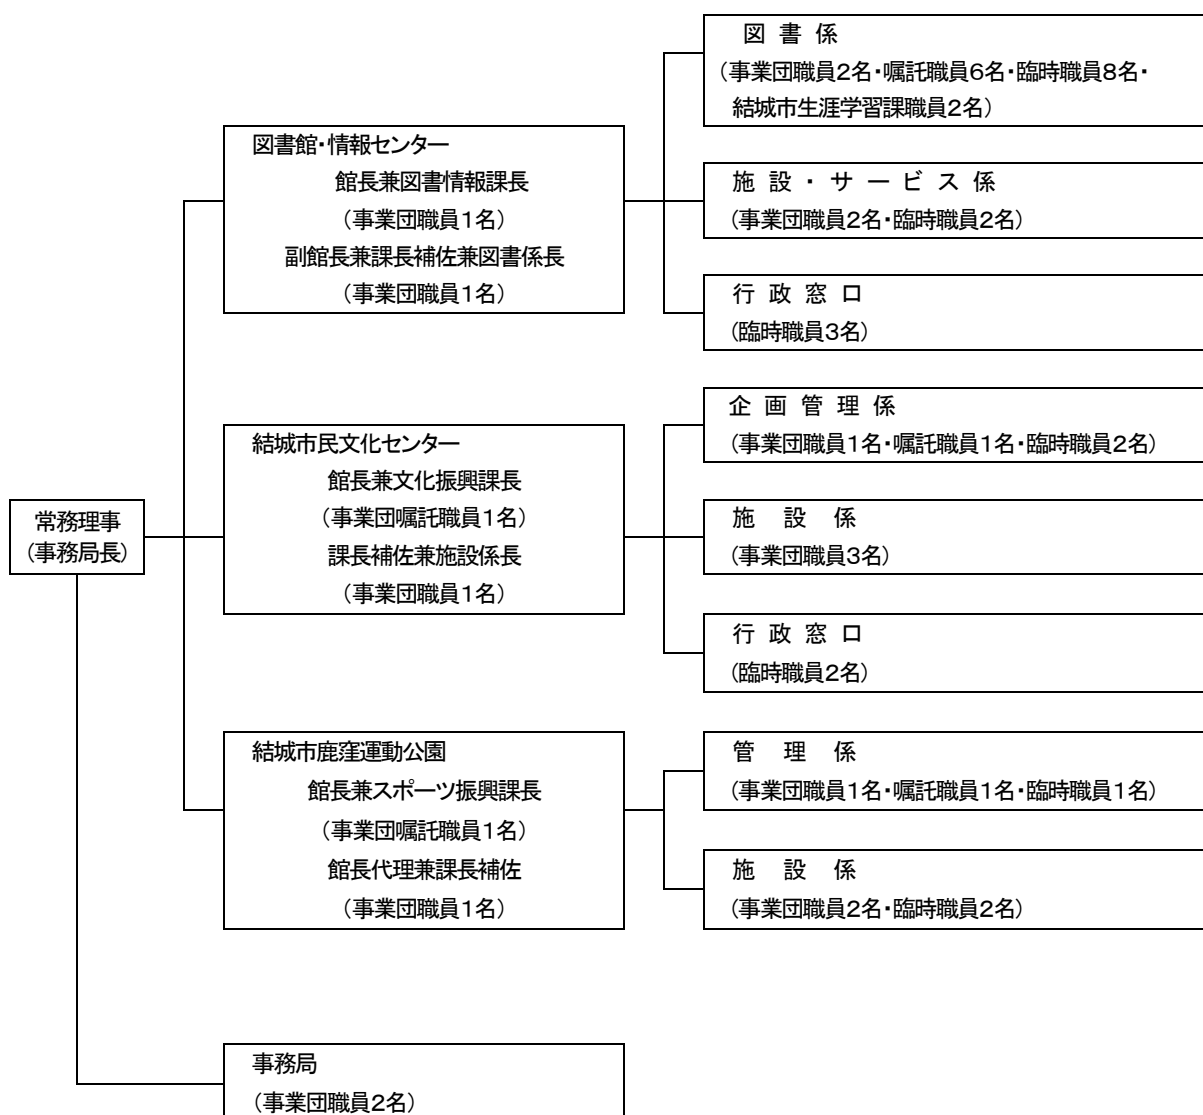 図書係
(事業団職員2名・嘱託職員6名・臨時職員8名・
結城市生涯学習課職員2名)
図書館・情報センター
館長兼図書情報課長
(事業団職員1名)
副館長兼課長補佐兼図書係長
(事業団職員1名)
施設・サービス係
(事業団職員2名・臨時職員2名)
行政窓口
(臨時職員3名)
企画管理係
(事業団職員1名・嘱託職員1名・臨時職員2名)
結城市民文化センター
館長兼文化振興課長
(事業団嘱託職員1名)
課長補佐兼施設係長
(事業団職員1名)
常務理事
(事務局長)
施設係
(事業団職員3名)
行政窓口
(臨時職員2名)
結城市鹿窪運動公園
館長兼スポーツ振興課長
(事業団嘱託職員1名)
館長代理兼課長補佐
(事業団職員1名)
管理係
(事業団職員1名・嘱託職員1名・臨時職員1名)
施設係
(事業団職員2名・臨時職員2名)
事務局
(事業団職員2名)